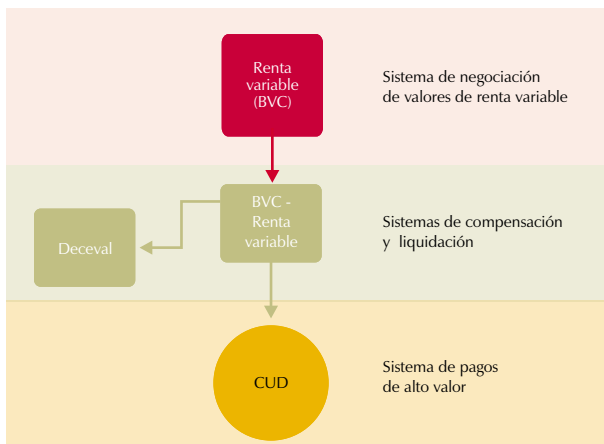 Renta
variable
(BVC)
Sistema de negociación
de valores de renta variable
BVC -
Renta
variable
Deceval
Sistemas de compensación
y liquidación
CUD
Sistema de pagos
de alto valor